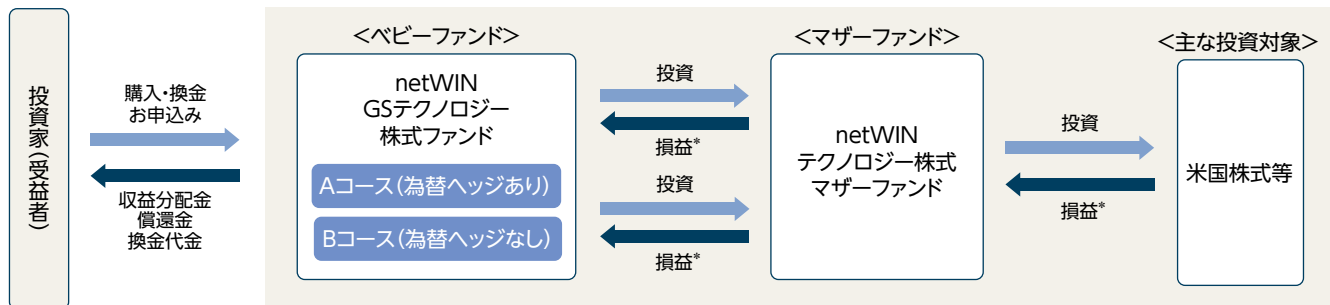 投資家(受益者)
購入・換金
お申込み
収益分配金
償還金
換金代金
<ベビーファンド>
netWIN
GSテクノロジー
株式ファンド
Aコース(為替ヘッジあり)
Bコース(為替ヘッジなし)
投資
損益*
投資
損益*
<マザーファンド>
netWIN
テクノロジー株式
マザーファンド
投資
損益*
<主な投資対象>
米国株式等